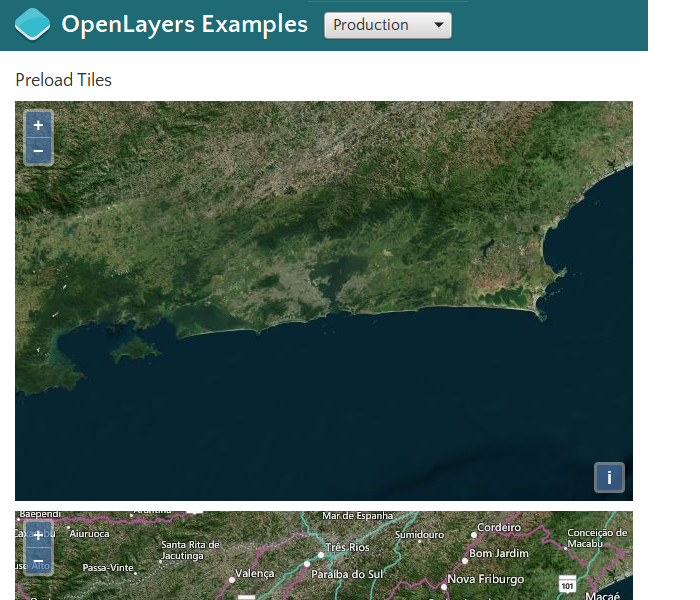 OpenLayers Examples
Production
Preload Tiles
+
−
i
Baependi
Mar de Espanha
+
Aiuruoca
Santa Rita de
Jacutinga
Três Rios
Sumidouro
Cordeiro
Conceição de
Macabu
−
Passa-Vinte
Valença
Paraíba do Sul
Bom Jardim
Nova Friburgo
101
Macaé